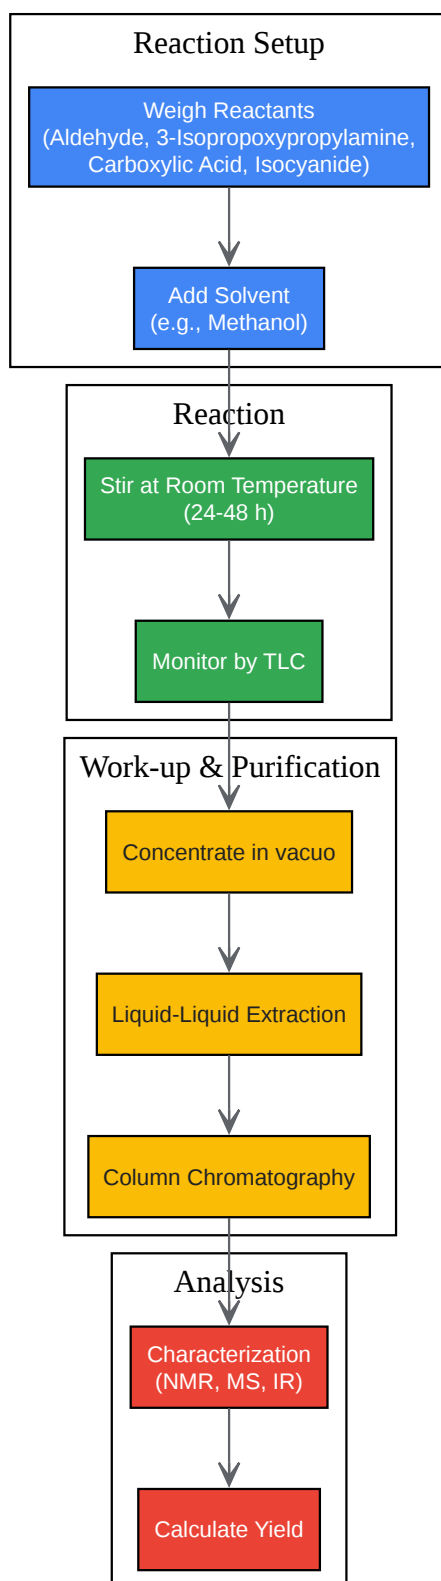 Reaction Setup
Weigh Reactants
(Aldehyde, 3-Isopropoxypropylamine,
Carboxylic Acid, Isocyanide)
Add Solvent
(e.g., Methanol)
Reaction
Stir at Room Temperature
(24-48 h)
Monitor by TLC
Work-up & Purification
Concentrate in vacuo
Liquid-Liquid Extraction
Column Chromatography
Analysis
Characterization
(NMR, MS, IR)
Calculate Yield